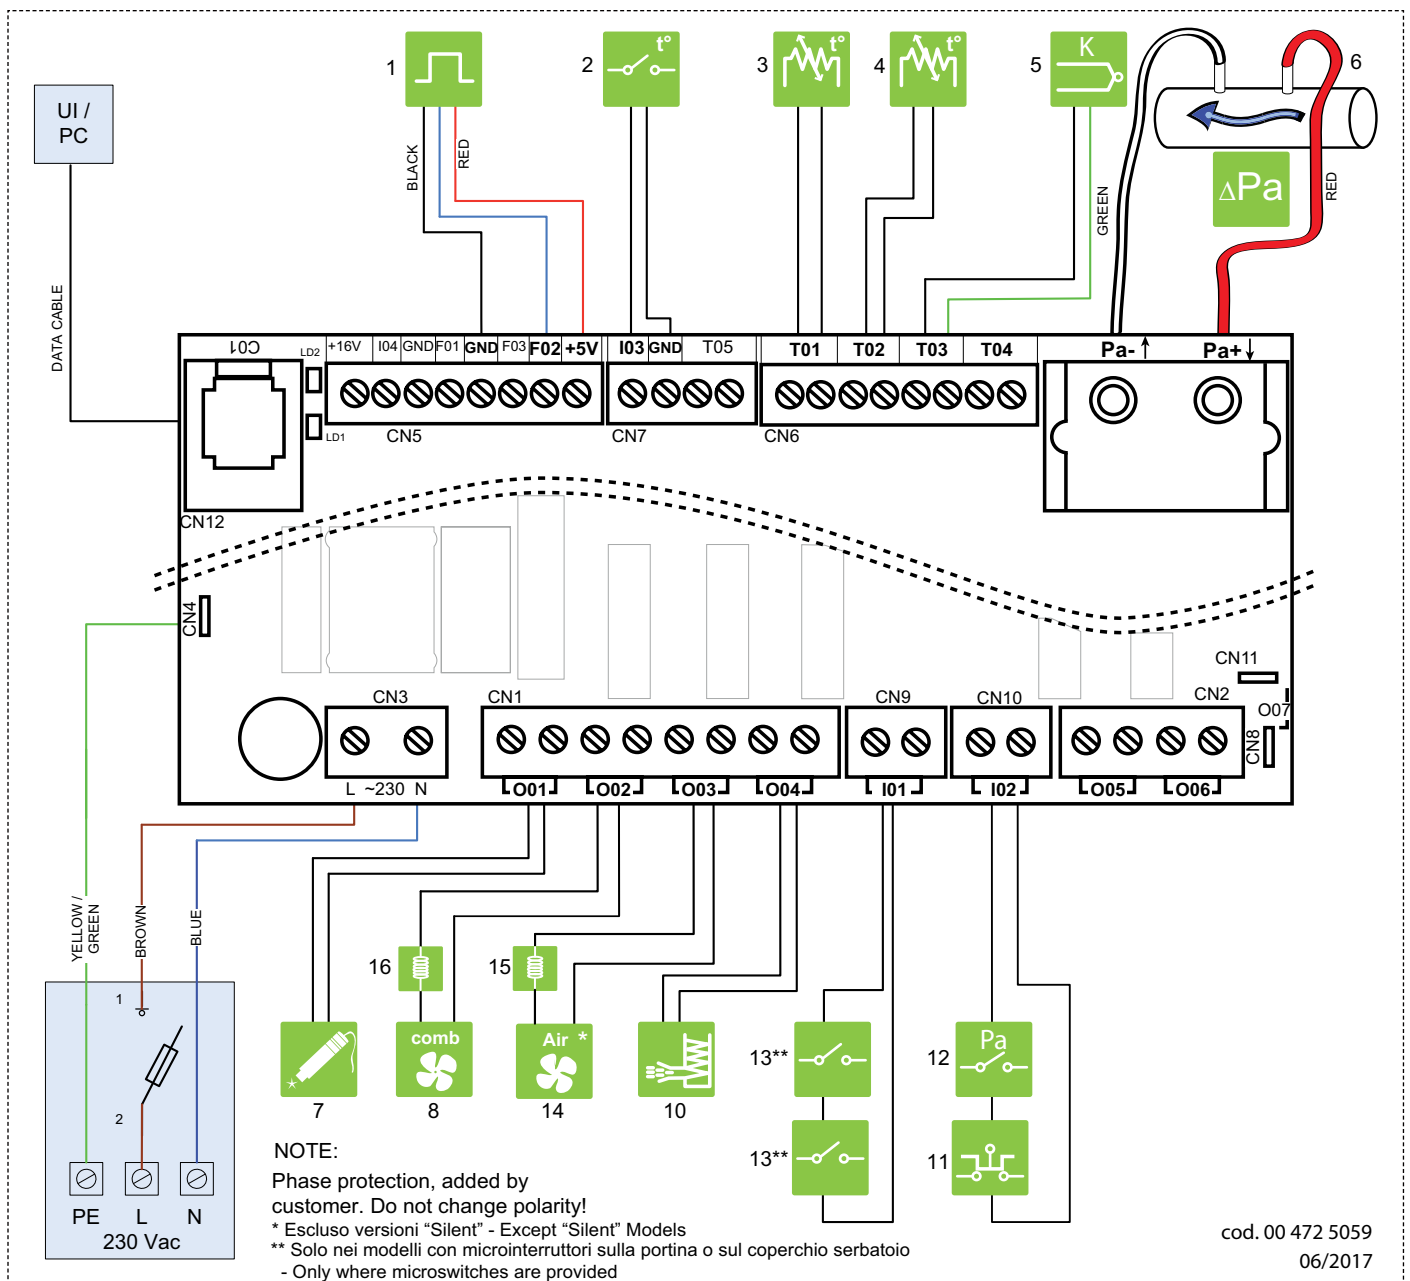 1
2
t°
3
t°
4
t°
5
K
6
UI /
PC
BLACK
RED
GREEN
ΔPa
RED
DATA CABLE
C01
LD2
+16V
I04
GND
F01
GND
F03
F02
+5V
I03
GND
T05
T01
T02
T03
T04
Pa-
Pa+
LD1
CN5
CN7
CN6
CN12
CN4
CN11
CN3
CN1
CN9
CN10
CN2
O07
CN8
L ~230 N
O01
O02
O03
O04
I01
I02
O05
O06
YELLOW /
GREEN
BROWN
BLUE
16
15
1
2
comb
Air *
13**
12
Pa
7
8
14
10
13**
11
PE
L
N
230 Vac
NOTE:
Phase protection, added by
customer. Do not change polarity!
* Escluso versioni “Silent” - Except “Silent” Models
** Solo nei modelli con microinterruttori sulla portina o sul coperchio serbatoio
- Only where microswitches are provided
cod. 00 472 5059
06/2017